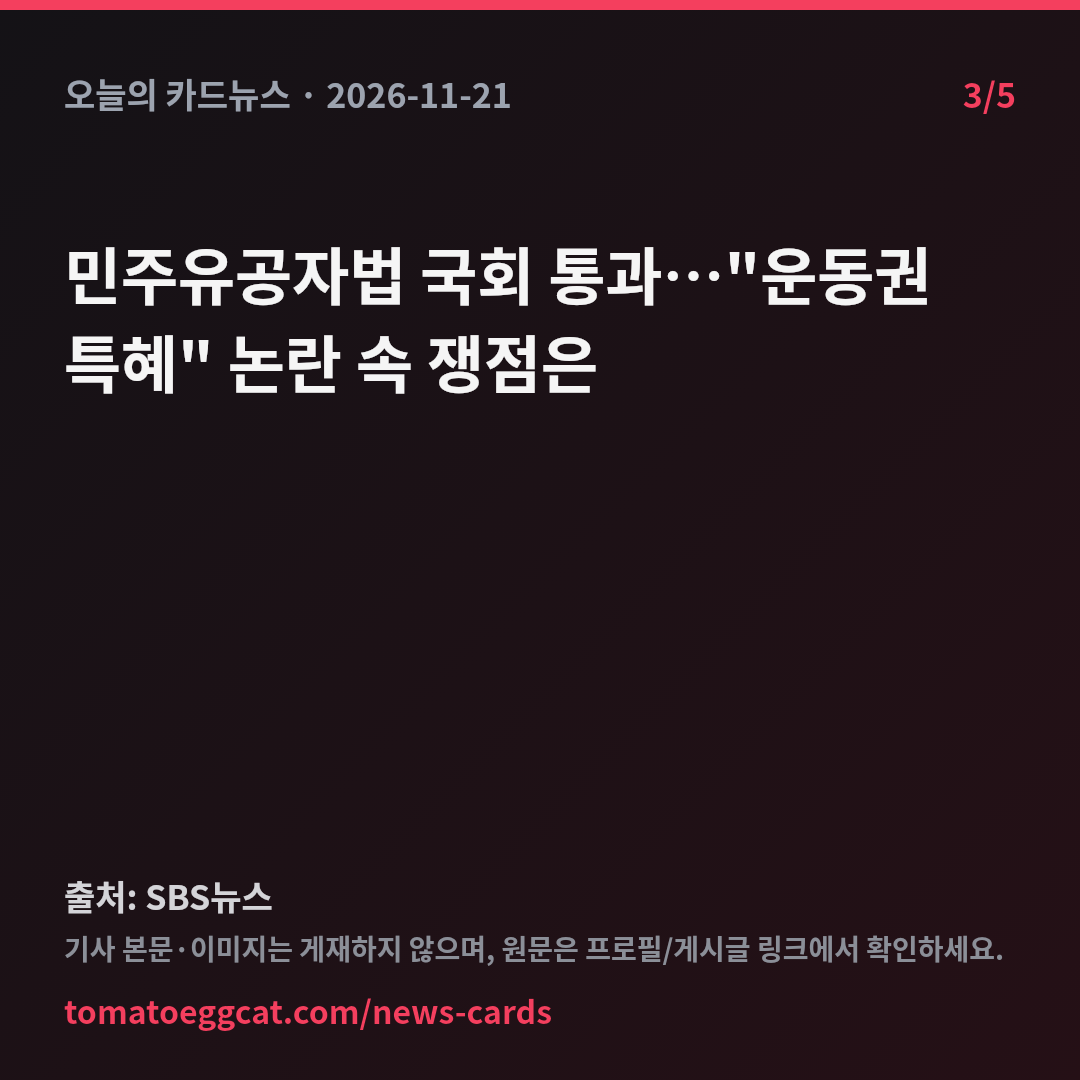 오늘의 카드뉴스 · 2026-11-21
3/5
민주유공자법 국회 통과…"운동권
특혜" 논란 속 쟁점은
출처: SBS뉴스
기사 본문·이미지는 게재하지 않으며, 원문은 프로필/게시글 링크에서 확인하세요.
tomatoeggcat.com/news-cards